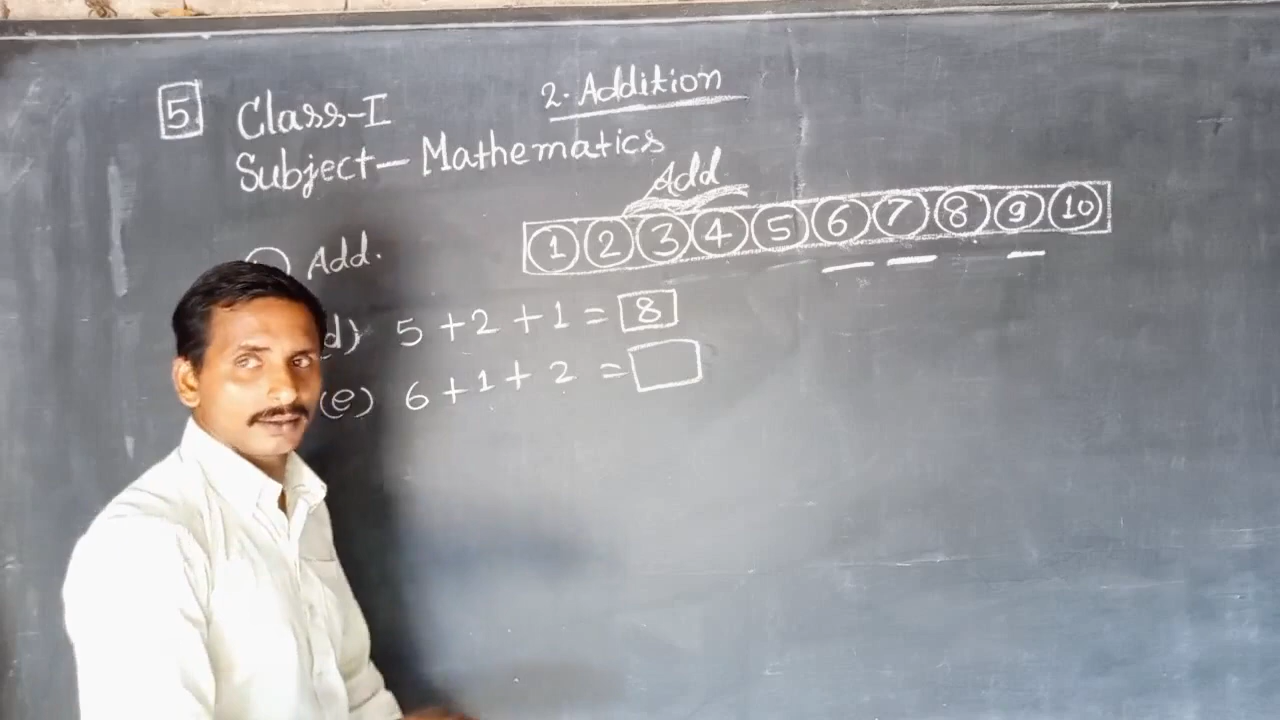 5 Class-I
2. Addition
Subject- Mathematics
Add
1 2 3 4 5 6 7 8 9 10
Add.
d) 5 + 2 + 1 = 8
(e) 6 + 1 + 2 =